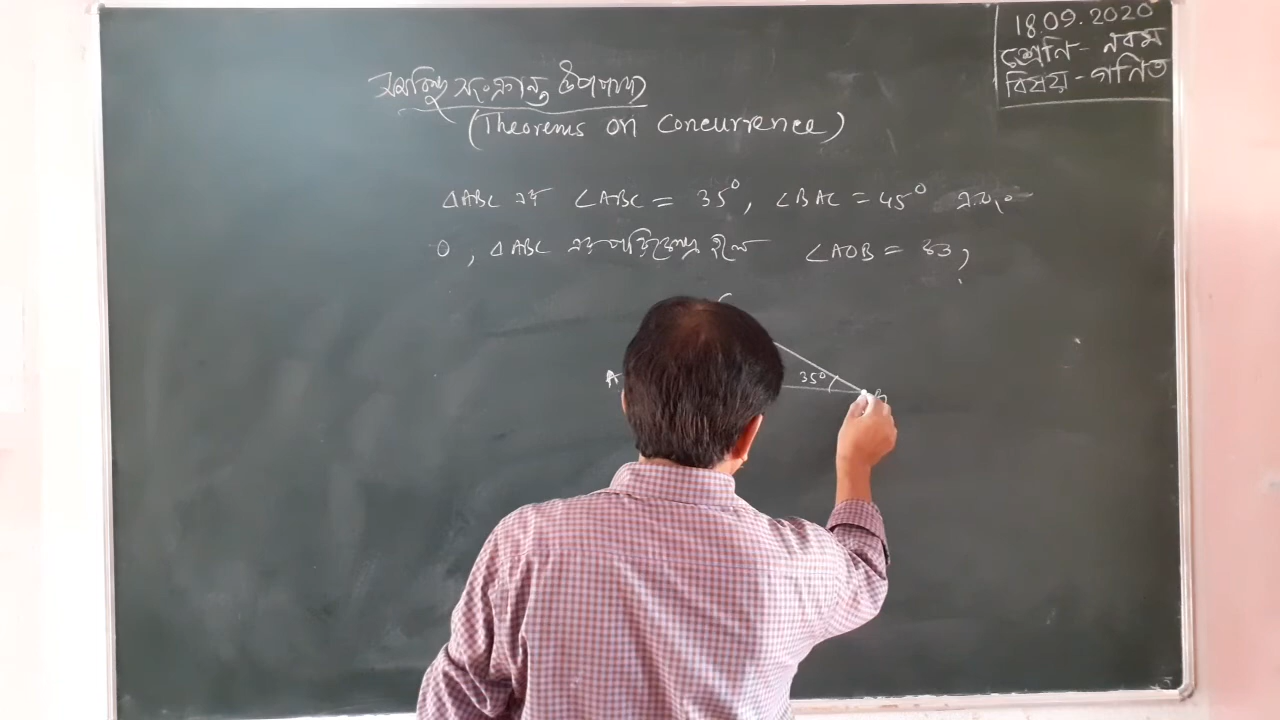 18.09.2020
শ্রেণি - নবম
বিষয় - গণিত
সমবিন্দু সংক্রান্ত উপপাদ্য
(Theorems on Concurrence)
△ABC এর ∠ABC = 35°, ∠BAC = 45° এবং
O, △ABC এর পরিকেন্দ্র হলে ∠AOB = কত?
C
A 35° B